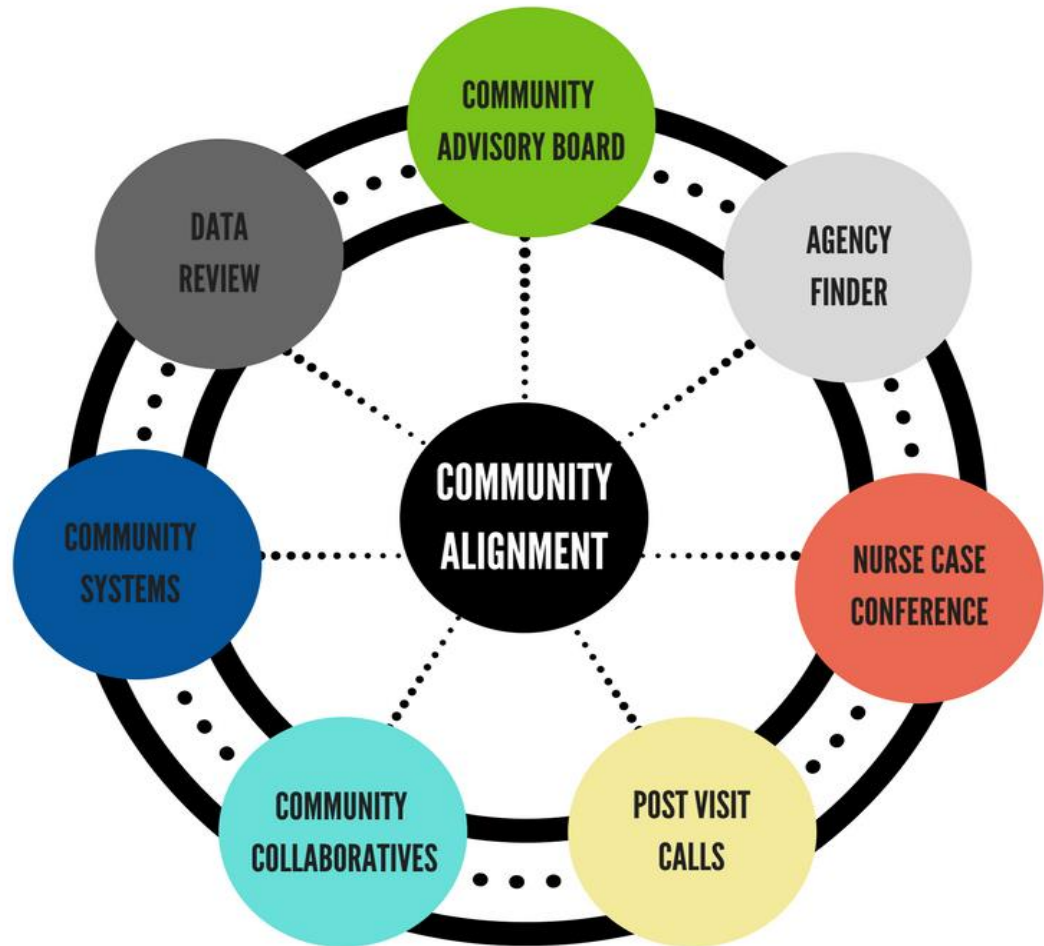 COMMUNITY
ADVISORY BOARD
AGENCY
FINDER
NURSE CASE
CONFERENCE
POST VISIT
CALLS
COMMUNITY
COLLABORATIVES
COMMUNITY
SYSTEMS
DATA
REVIEW
COMMUNITY
ALIGNMENT